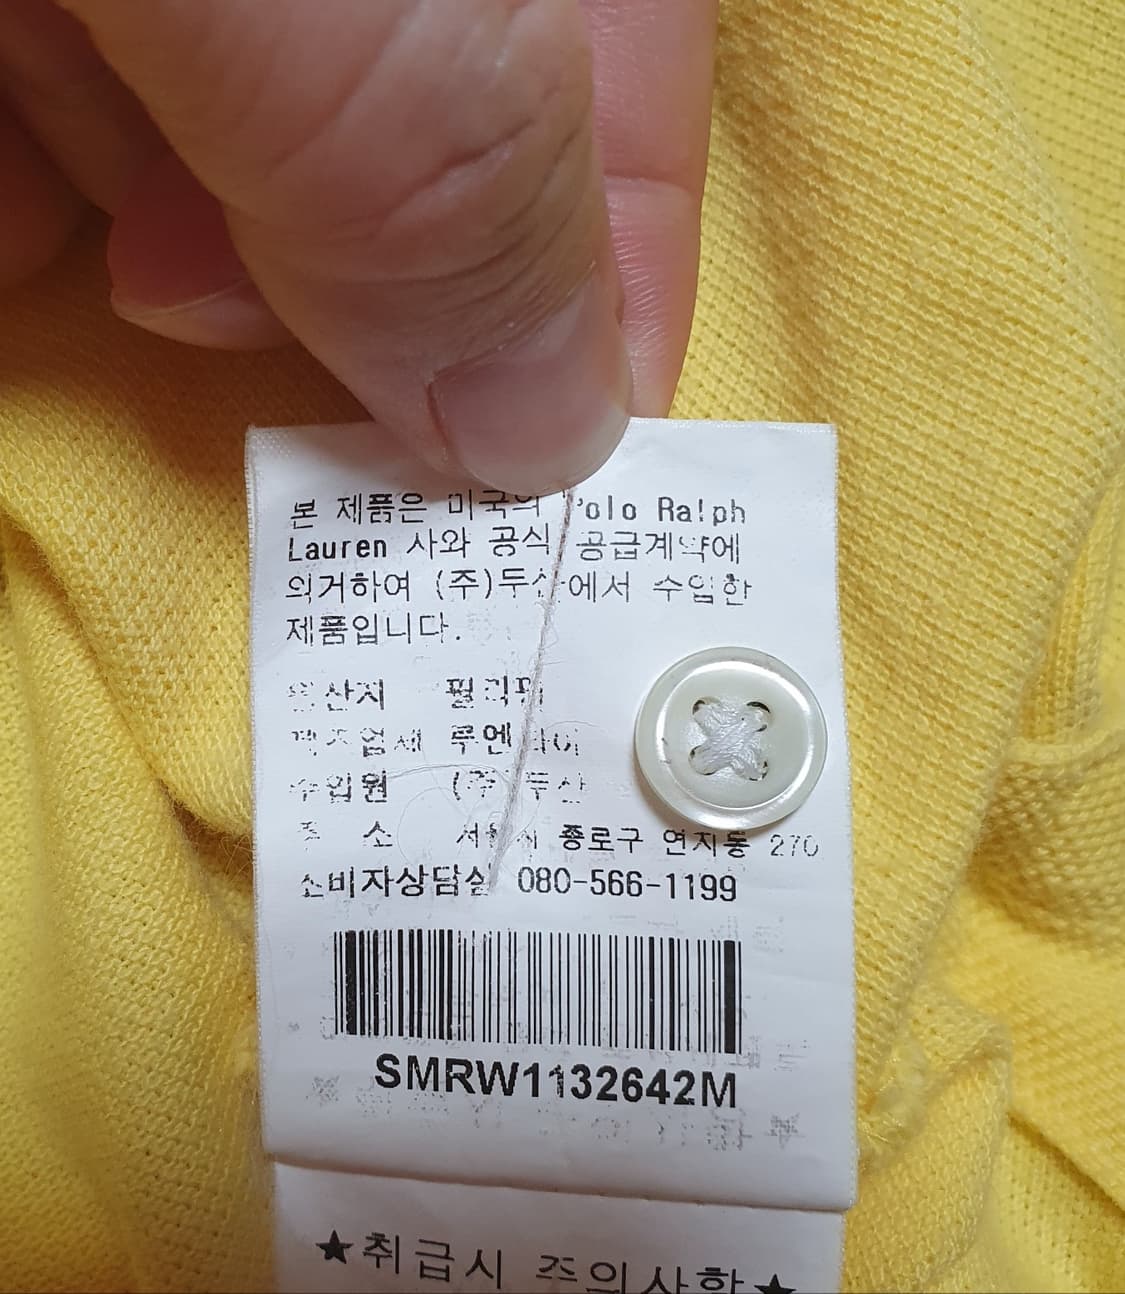 본 제품은 미국의 Polo Ralph
Lauren 사와 공식 공급계약에
의거하여 (주)두산에서 수입한
제품입니다.
원산지 필리핀
루엔타이
수입원 (주)두산
주 소 서울시 종로구 연지동 270
소비자상담실 080-566-1199
SMRW1132642M
★취급시 주의사항★